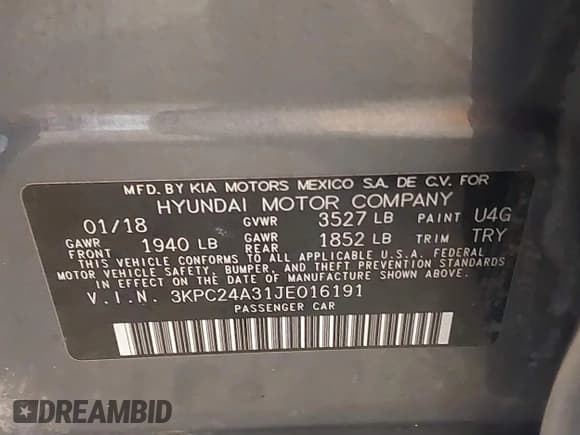 MFD. BY KIA MOTORS MEXICO S.A. DE C.V. FOR
HYUNDAI MOTOR COMPANY
01/18 GVWR 3527 LB PAINT U4G
GAWR FRONT 1940 LB GAWR REAR 1852 LB TRIM TRY
THIS VEHICLE CONFORMS TO ALL APPLICABLE U.S.A. FEDERAL
MOTOR VEHICLE SAFETY, BUMPER, AND THEFT PREVENTION STANDARDS
IN EFFECT ON THE DATE OF MANUFACTURE SHOWN ABOVE.
V.I.N. 3KPC24A31JE016191
PASSENGER CAR
DREAMBID